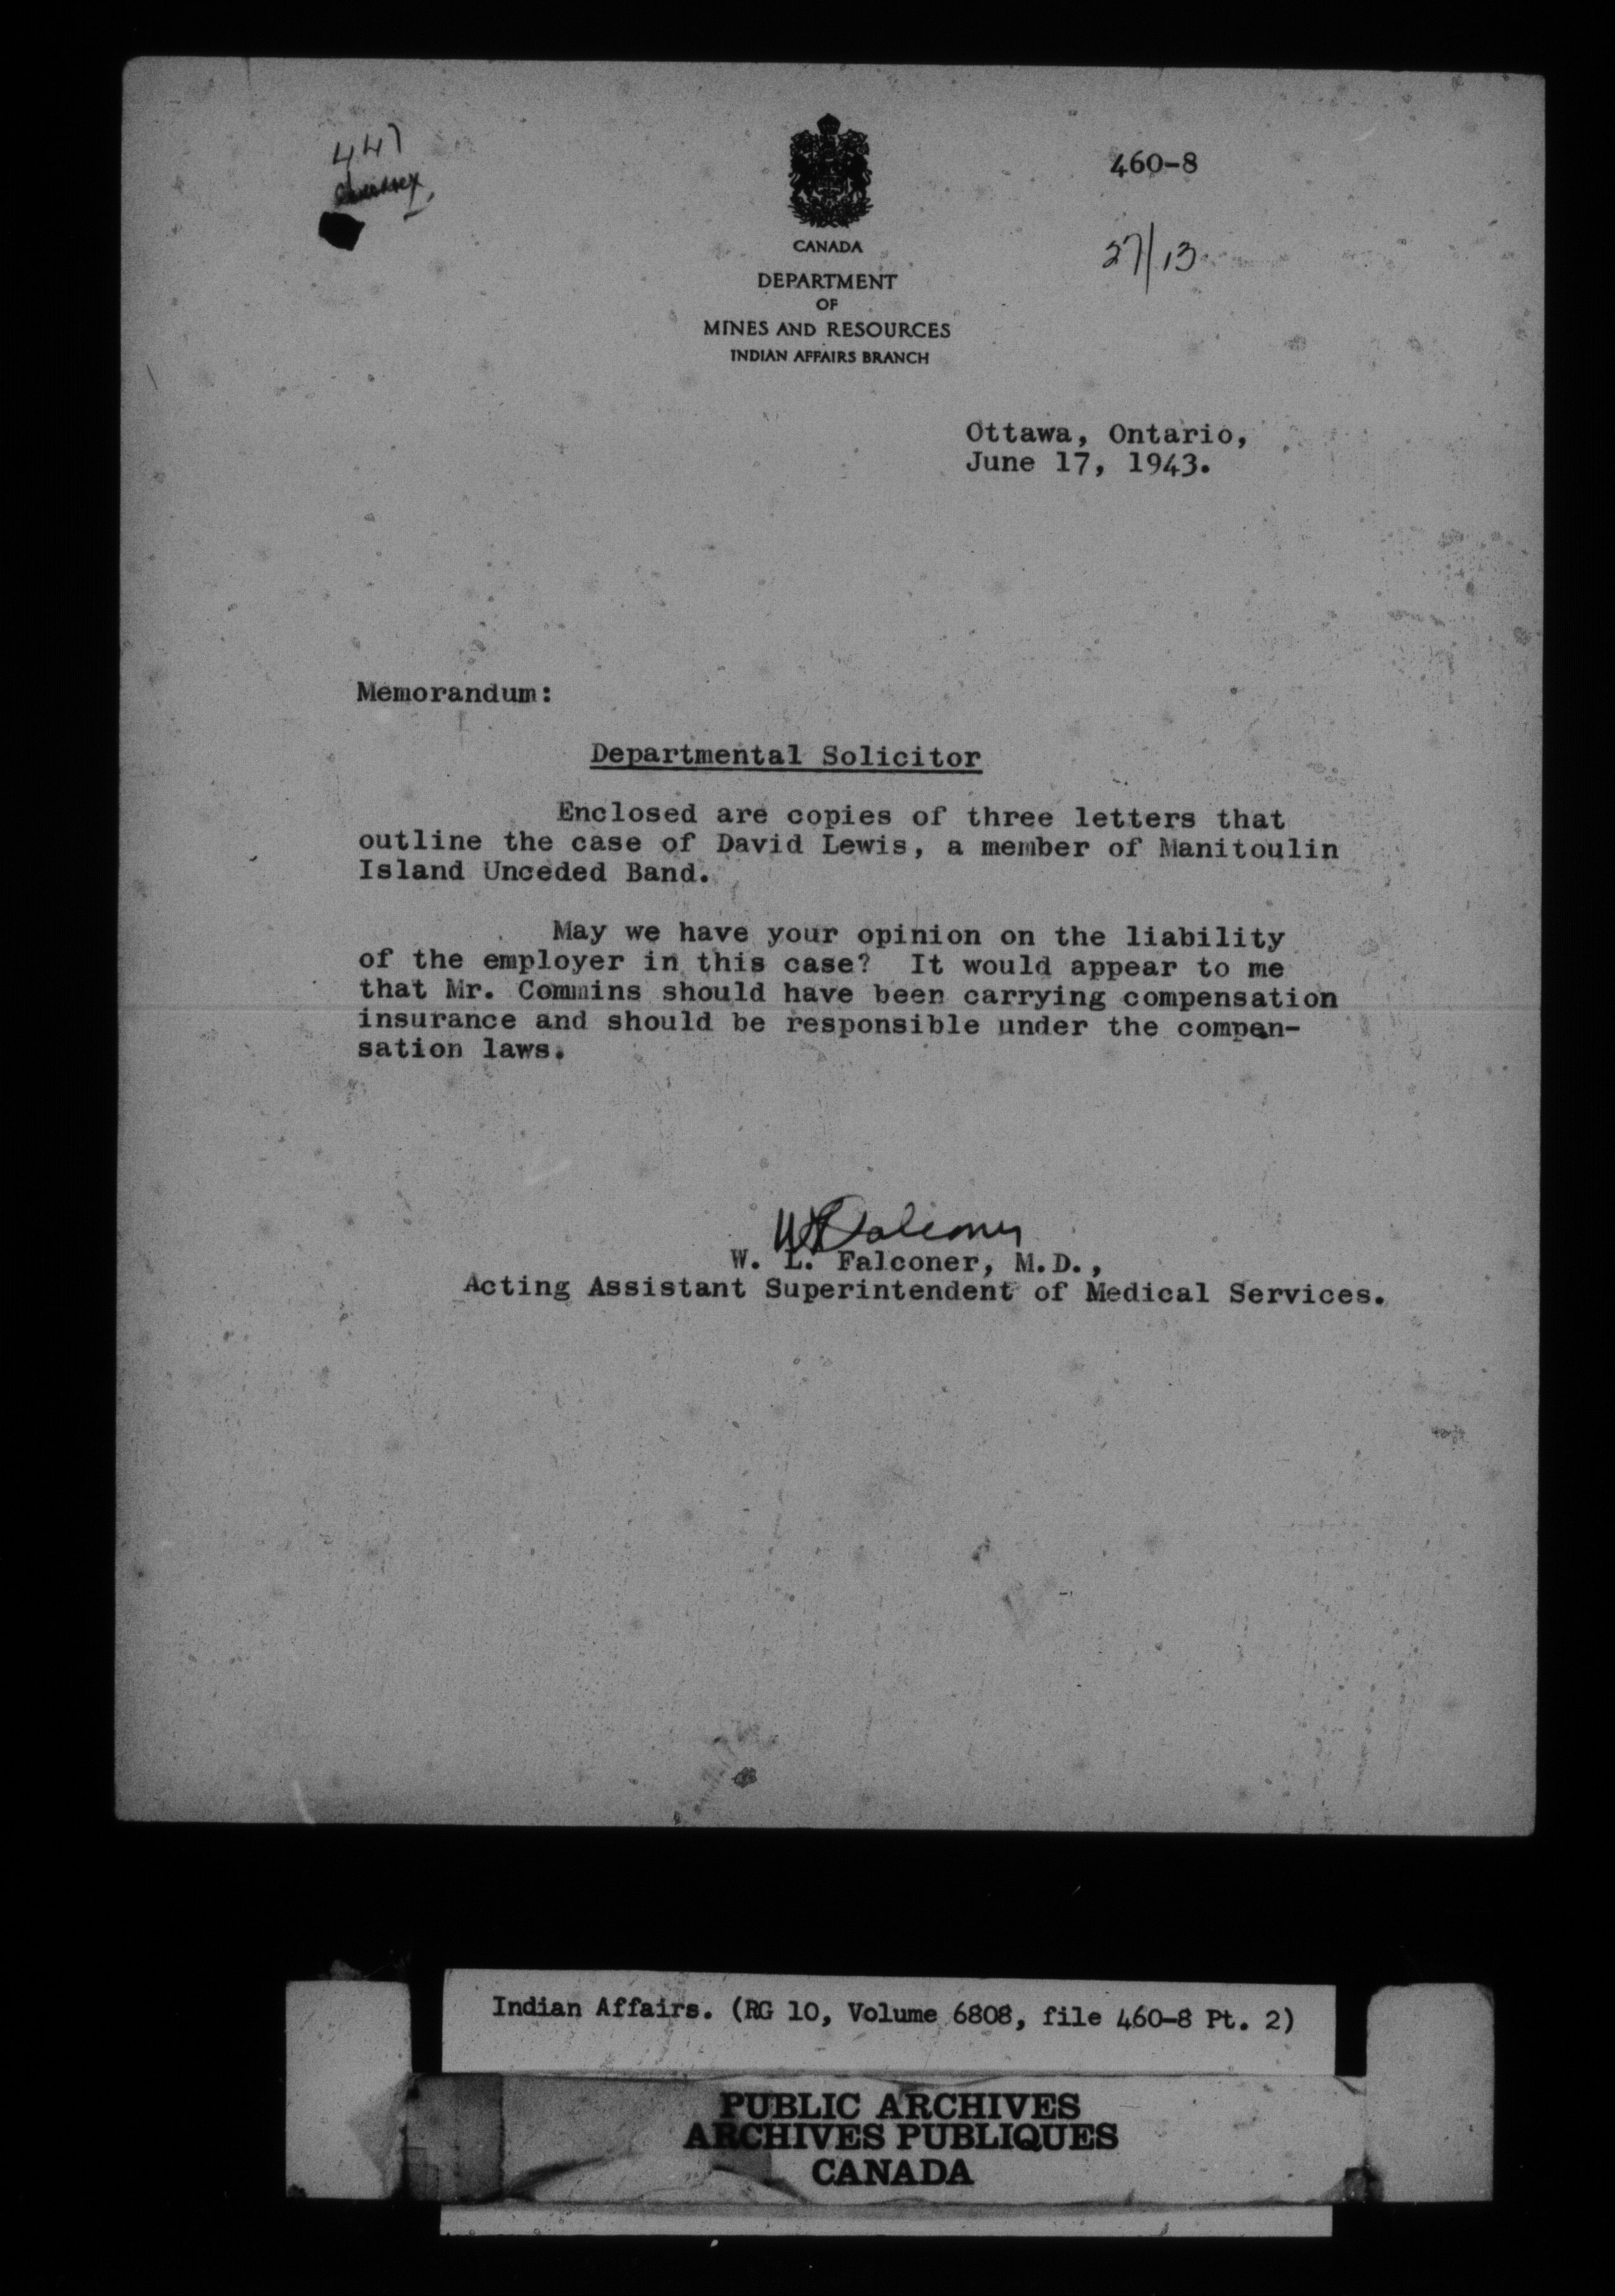 447
460-8
CANADA
27/13
DEPARTMENT
OF
MINES AND RESOURCES
INDIAN AFFAIRS BRANCH
Ottawa, Ontario,
June 17, 1943.
Memorandum:
Departmental Solicitor
Enclosed are copies of three letters that
outline the case of David Lewis, a member of Manitoulin
Island Unceded Band.
May we have your opinion on the liability
of the employer in this case? It would appear to me
that Mr. Commins should have been carrying compensation
insurance and should be responsible under the compen-
sation laws.
W L Falconer
W. L. Falconer, M.D.,
Acting Assistant Superintendent of Medical Services.
Indian Affairs. (RG 10, Volume 6808, file 460-8 Pt. 2)
PUBLIC ARCHIVES
ARCHIVES PUBLIQUES
CANADA